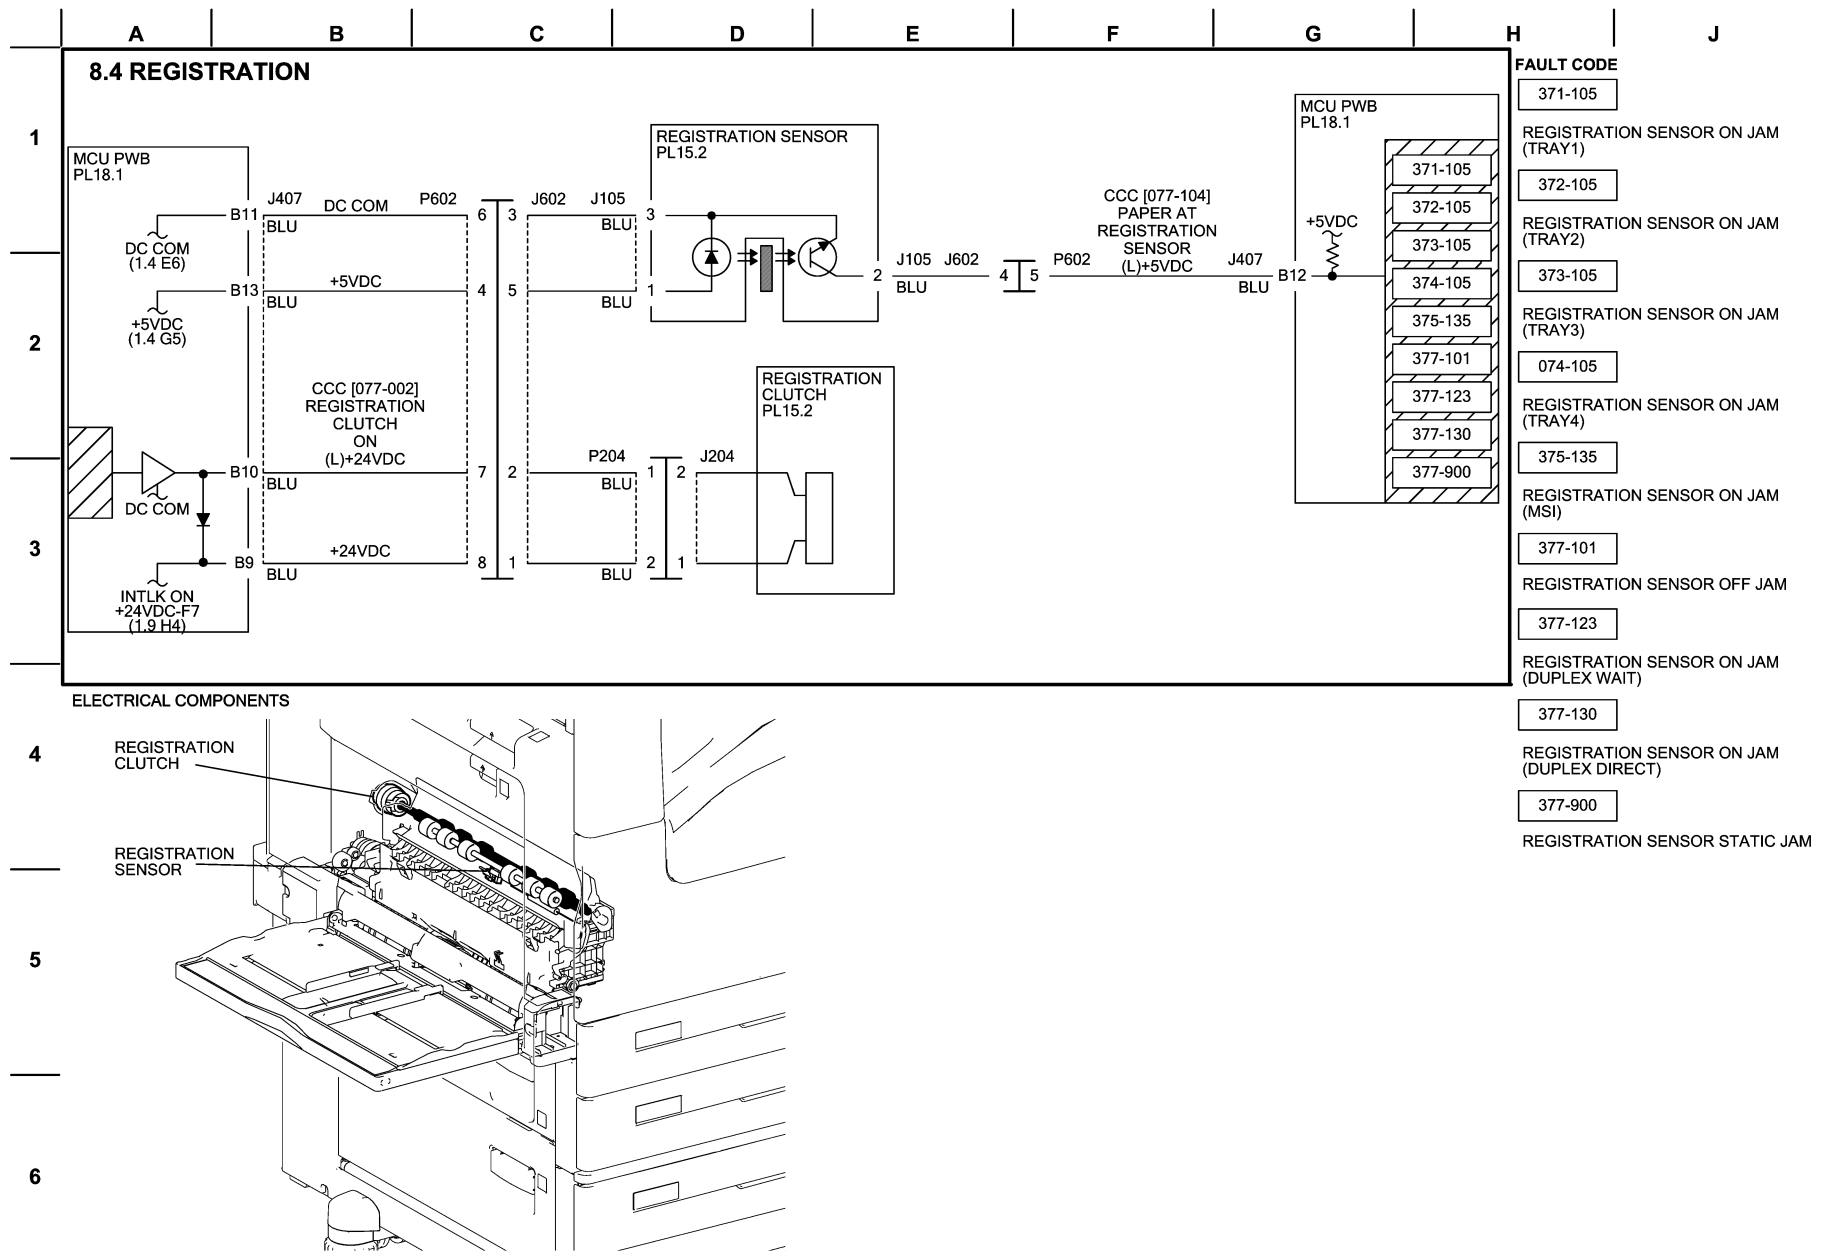 A B C D E F G H J
8.4 REGISTRATION
1
2
3
4
5
6
MCU PWB
PL18.1
DC COM
(1.4 E6)
+5VDC
(1.4 G5)
DC COM
INTLK ON
+24VDC-F7
(1.9 H4)
B11
B13
B10
B9
J407
DC COM
P602
BLU
+5VDC
BLU
CCC [077-002]
REGISTRATION
CLUTCH
ON
(L)+24VDC
BLU
+24VDC
BLU
6 3
4 5
7 2
8 1
J602 J105
BLU
BLU
P204
BLU
BLU
1 2
2 1
J204
REGISTRATION SENSOR
PL15.2
3
1
2
REGISTRATION
CLUTCH
PL15.2
J105 J602
BLU
4 5
P602
CCC [077-104]
PAPER AT
REGISTRATION
SENSOR
(L)+5VDC
J407
BLU
B12
MCU PWB
PL18.1
+5VDC
371-105
372-105
373-105
374-105
375-135
377-101
377-123
377-130
377-900
FAULT CODE
371-105
REGISTRATION SENSOR ON JAM
(TRAY1)
372-105
REGISTRATION SENSOR ON JAM
(TRAY2)
373-105
REGISTRATION SENSOR ON JAM
(TRAY3)
074-105
REGISTRATION SENSOR ON JAM
(TRAY4)
375-135
REGISTRATION SENSOR ON JAM
(MSI)
377-101
REGISTRATION SENSOR OFF JAM
377-123
REGISTRATION SENSOR ON JAM
(DUPLEX WAIT)
377-130
REGISTRATION SENSOR ON JAM
(DUPLEX DIRECT)
377-900
REGISTRATION SENSOR STATIC JAM
ELECTRICAL COMPONENTS
REGISTRATION
CLUTCH
REGISTRATION
SENSOR